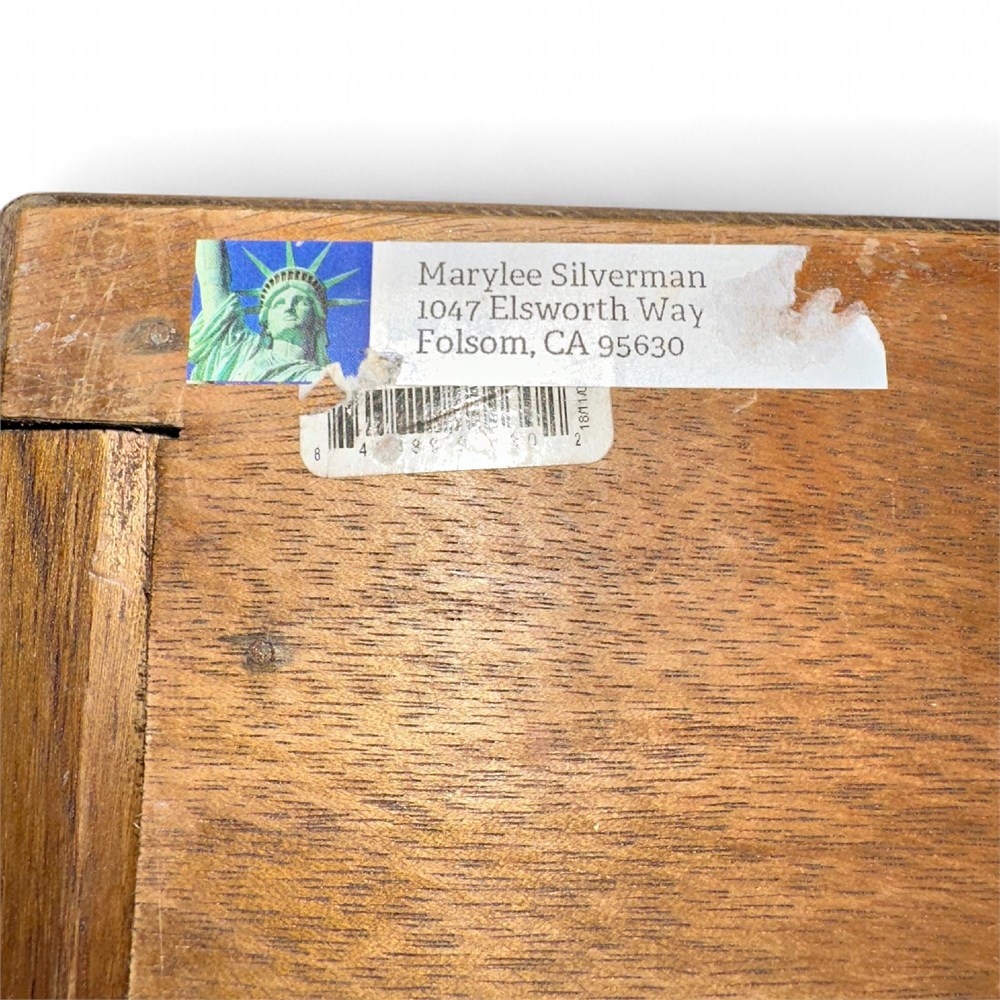 Marylee Silverman
1047 Elsworth Way
Folsom, CA 95630